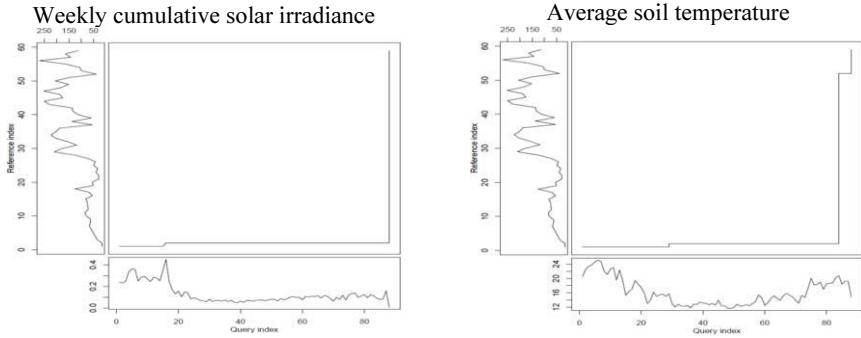 Weekly cumulative solar irradiance
250 150 50
Reference index
0 10 20 30 40 50 60
0.0 0.2 0.4
0 20 40 60 80
Query index
Average soil temperature
250 150 50
Reference index
0 10 20 30 40 50 60
12 16 20 24
0 20 40 60 80
Query index